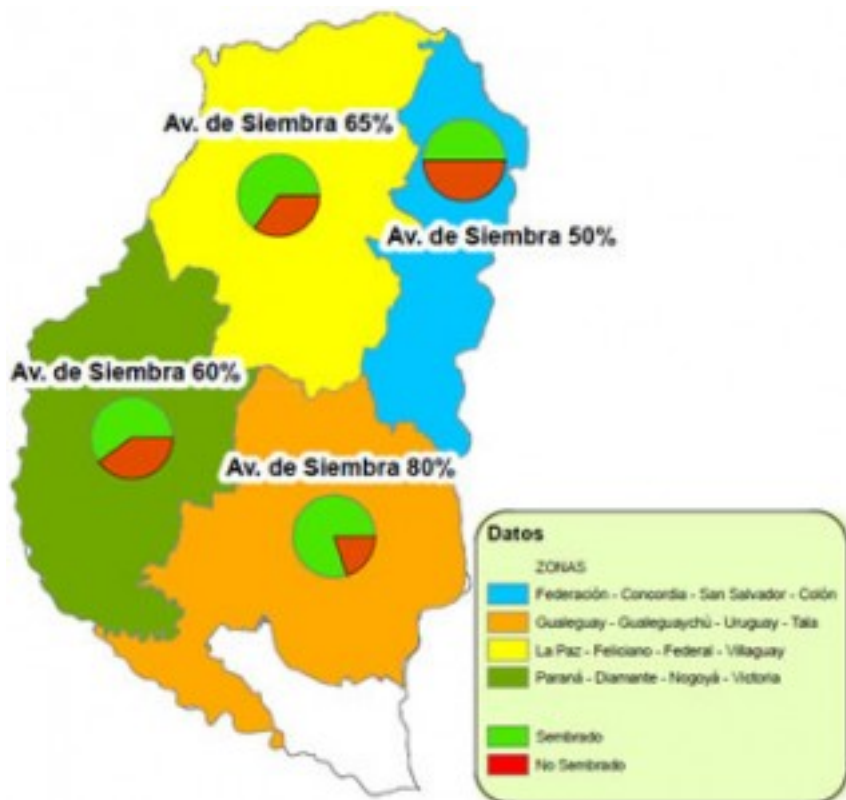 Av. de Siembra 65%
Av. de Siembra 50%
Av. de Siembra 60%
Av. de Siembra 80%
Datos
ZONAS
Federación - Concordia - San Salvador - Colón
Gualeguay - Gualeguaychú - Uruguay - Tala
La Paz - Feliciano - Federal - Villaguay
Paraná - Diamante - Nogoyá - Victoria
Sembrado
No Sembrado